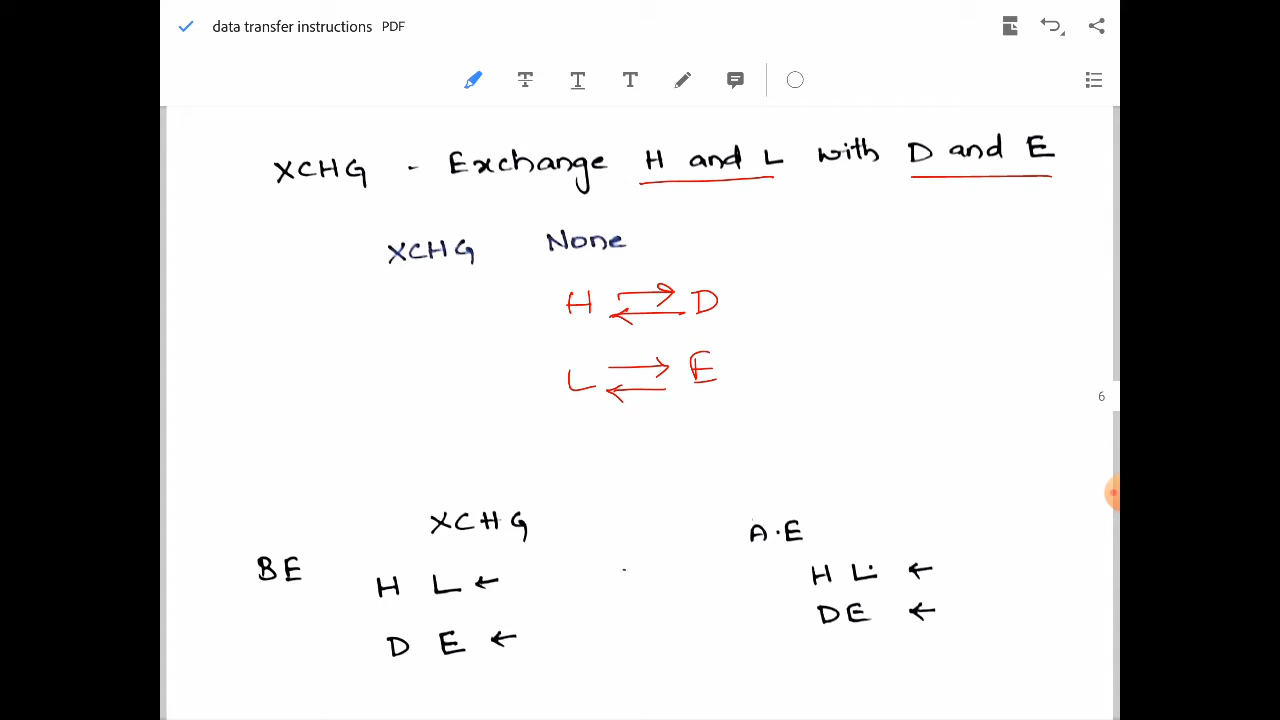 data transfer instructions PDF
XCHG - Exchange H and L with D and E
XCHG None
H ⇄ D
L ⇄ E
6
XCHG
A.E
BE
H L ←
H L ←
D E ←
DE ←